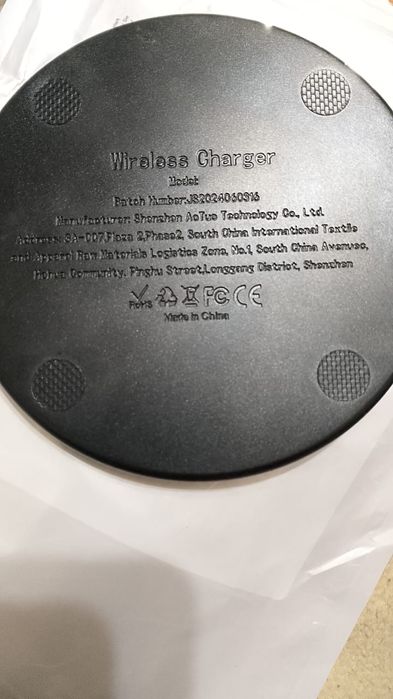 Wireless Charger
Model:
Batch Number:JS2024060316
Manufacturer: Shenzhen AoTuo Technology Co., Ltd
Address: 3A-007,Plaza 2,Phase2, South China International Textile
and Apparel Raw Materials Logistics Zone, No.1, South China Avenueo,
Hehua Community, Pinghu Street,Longgang District, Shenzhen
RoHS FC CE
Made in China